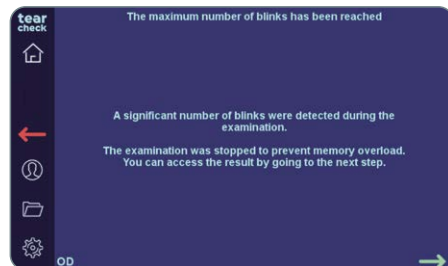 tear
check
The maximum number of blinks has been reached
A significant number of blinks were detected during the
examination.
The examination was stopped to prevent memory overload.
You can access the result by going to the next step.
OD